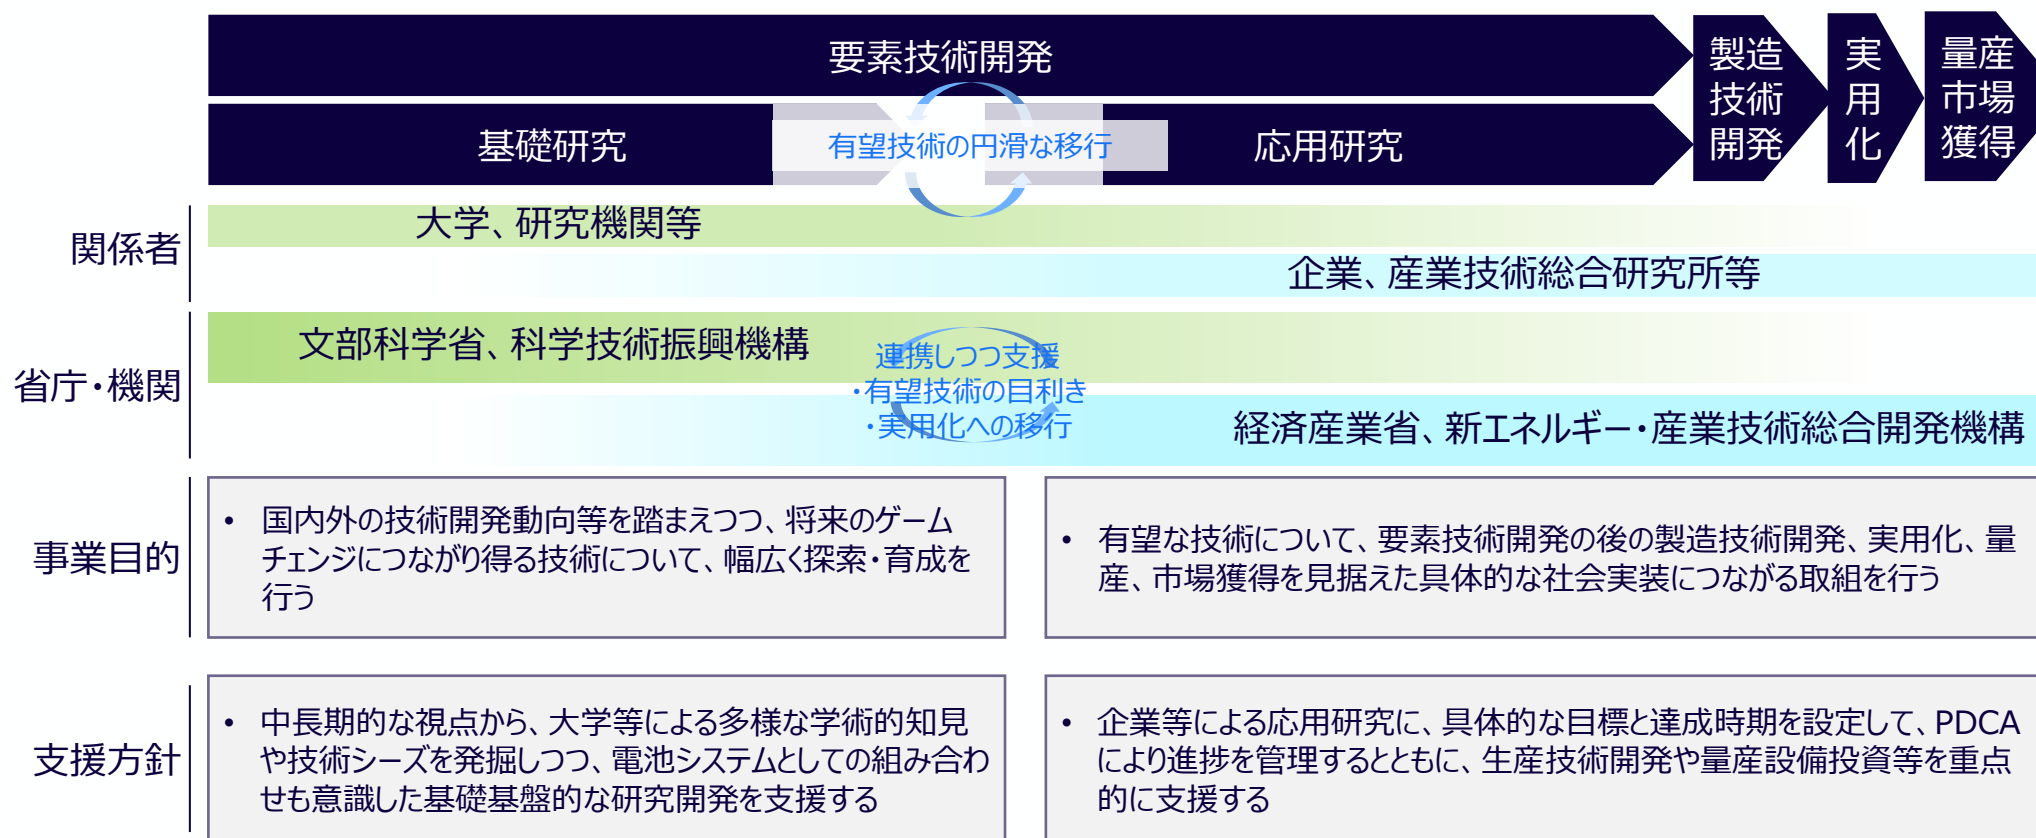 要素技術開発
基礎研究
有望技術の円滑な移行
応用研究
製造
技術
開発
実
用
化
量産
市場
獲得
関係者
大学、研究機関等
企業、産業技術総合研究所等
省庁・機関
文部科学省、科学技術振興機構
連携しつつ支援
・有望技術の目利き
・実用化への移行
経済産業省、新エネルギー・産業技術総合開発機構
事業目的
• 国内外の技術開発動向等を踏まえつつ、将来のゲーム
チェンジにつながり得る技術について、幅広く探索・育成を
行う
• 有望な技術について、要素技術開発の後の製造技術開発、実用化、量
産、市場獲得を見据えた具体的な社会実装につながる取組を行う
支援方針
• 中長期的な視点から、大学等による多様な学術的知見
や技術シーズを発掘しつつ、電池システムとしての組み合わ
せも意識した基礎基盤的な研究開発を支援する
• 企業等による応用研究に、具体的な目標と達成時期を設定して、PDCA
により進捗を管理するとともに、生産技術開発や量産設備投資等を重点
的に支援する